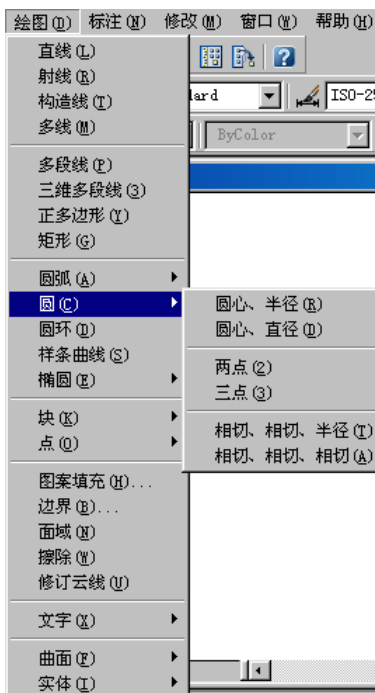 绘图(D) 标注(N) 修改(M) 窗口(W) 帮助(H)
直线(L)
射线(R)
构造线(T)
多线(M)
ISO-25
ByColor
多段线(P)
三维多段线(3)
正多边形(Y)
矩形(G)
圆弧(A)
圆(C)
圆心、半径(R)
圆环(D)
圆心、直径(D)
样条曲线(S)
椭圆(E)
两点(2)
三点(3)
块(K)
点(O)
相切、相切、半径(T)
相切、相切、相切(A)
图案填充(H)...
边界(B)...
面域(N)
擦除(W)
修订云线(U)
文字(X)
曲面(F)
实体(I)